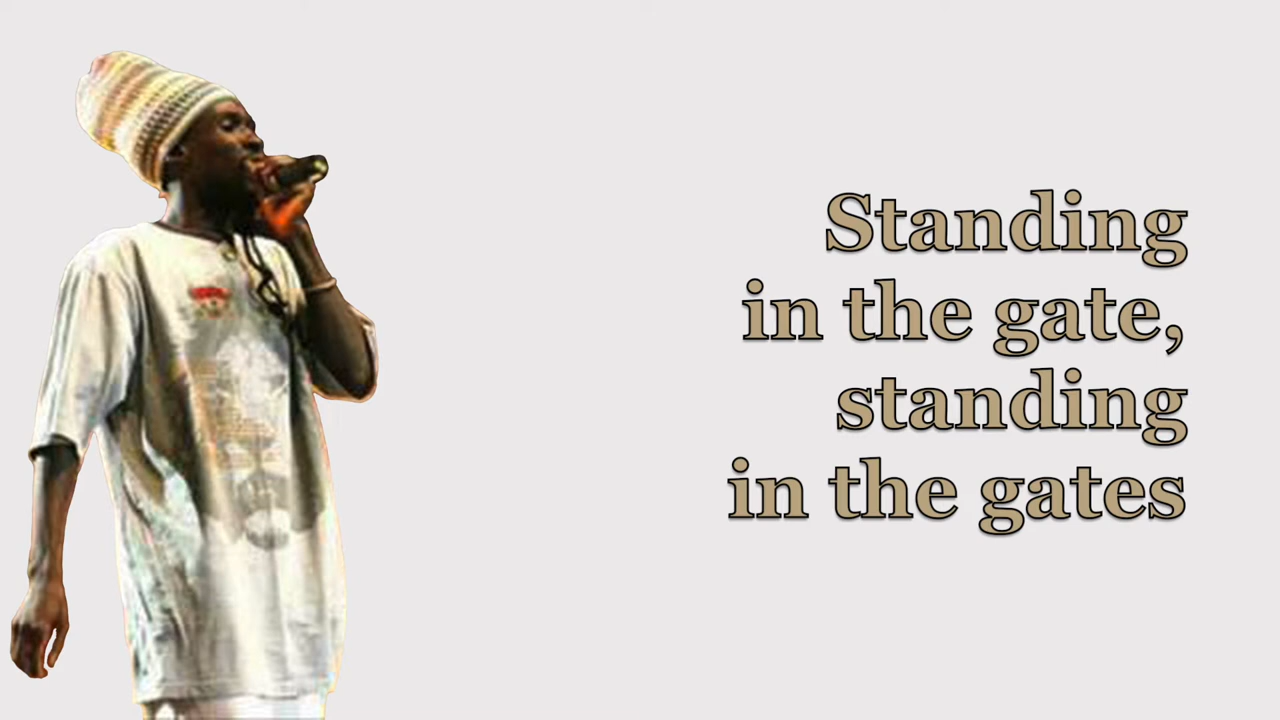 Standing
in the gate,
standing
in the gates